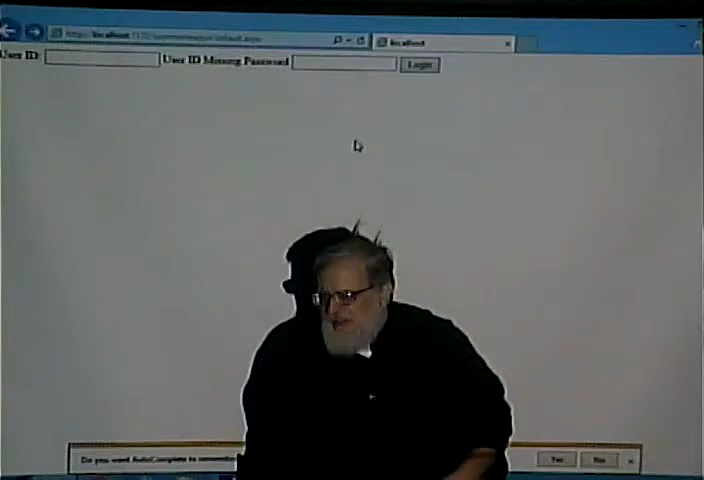 localhost
User ID User ID Missing Password Login
Do you want AutoComplete to remember Yes No